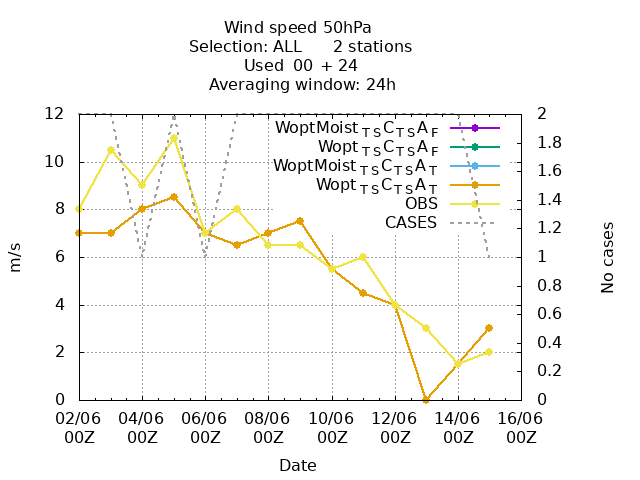 Wind speed 50hPa
Selection: ALL 2 stations
Used 00 + 24
Averaging window: 24h
WoptMoist TS C TS A F
Wopt TS C TS A F
WoptMoist TS C TS A T
Wopt TS C TS A T
OBS
CASES
12
10
8
6
4
2
0
m/s
2
1.8
1.6
1.4
1.2
1
0.8
0.6
0.4
0.2
0
No cases
02/06 04/06 06/06 08/06 10/06 12/06 14/06 16/06
00Z 00Z 00Z 00Z 00Z 00Z 00Z 00Z
Date